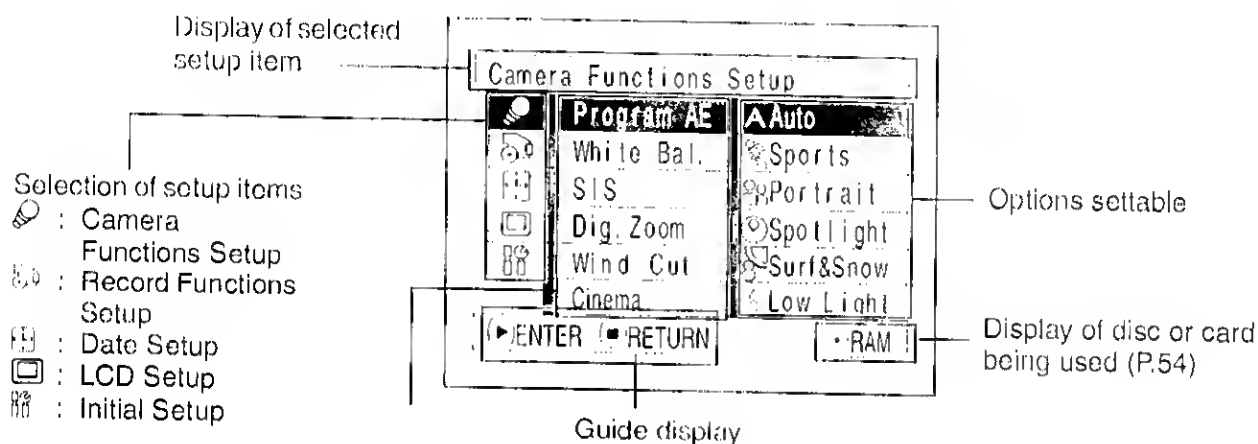 Display of selected
setup item
Camera Functions Setup
Program AE
White Bal.
SIS
Dig. Zoom
Wind Cut
Cinema
A Auto
Sports
Portrait
Spotlight
Surf&Snow
Low Light
ENTER RETURN
RAM
Selection of setup items
: Camera
Functions Setup
: Record Functions
Setup
: Date Setup
: LCD Setup
: Initial Setup
Options settable
Display of disc or card
being used (P.54)
Guide display